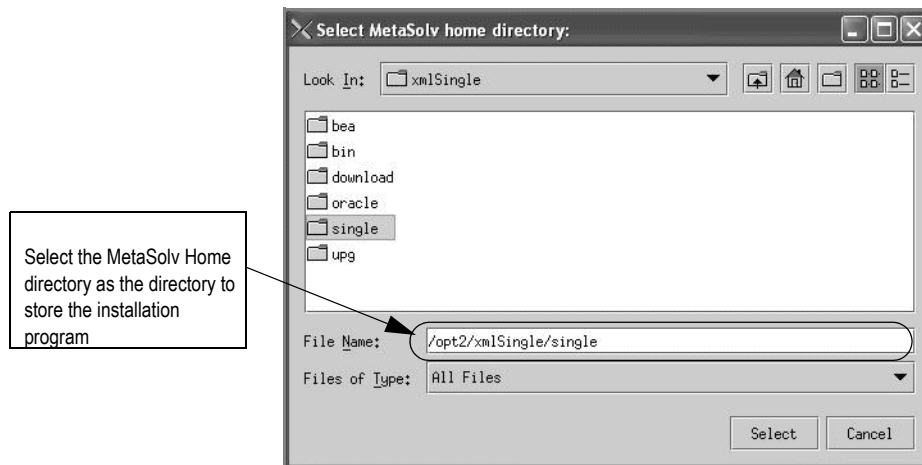 Select MetaSolv home directory:
Look In:
xmlSingle
bea
bin
download
oracle
single
upg
Select the MetaSolv Home
directory as the directory to
store the installation
program
File Name:
/opt2/xmlSingle/single
Files of Type:
All Files
Select
Cancel